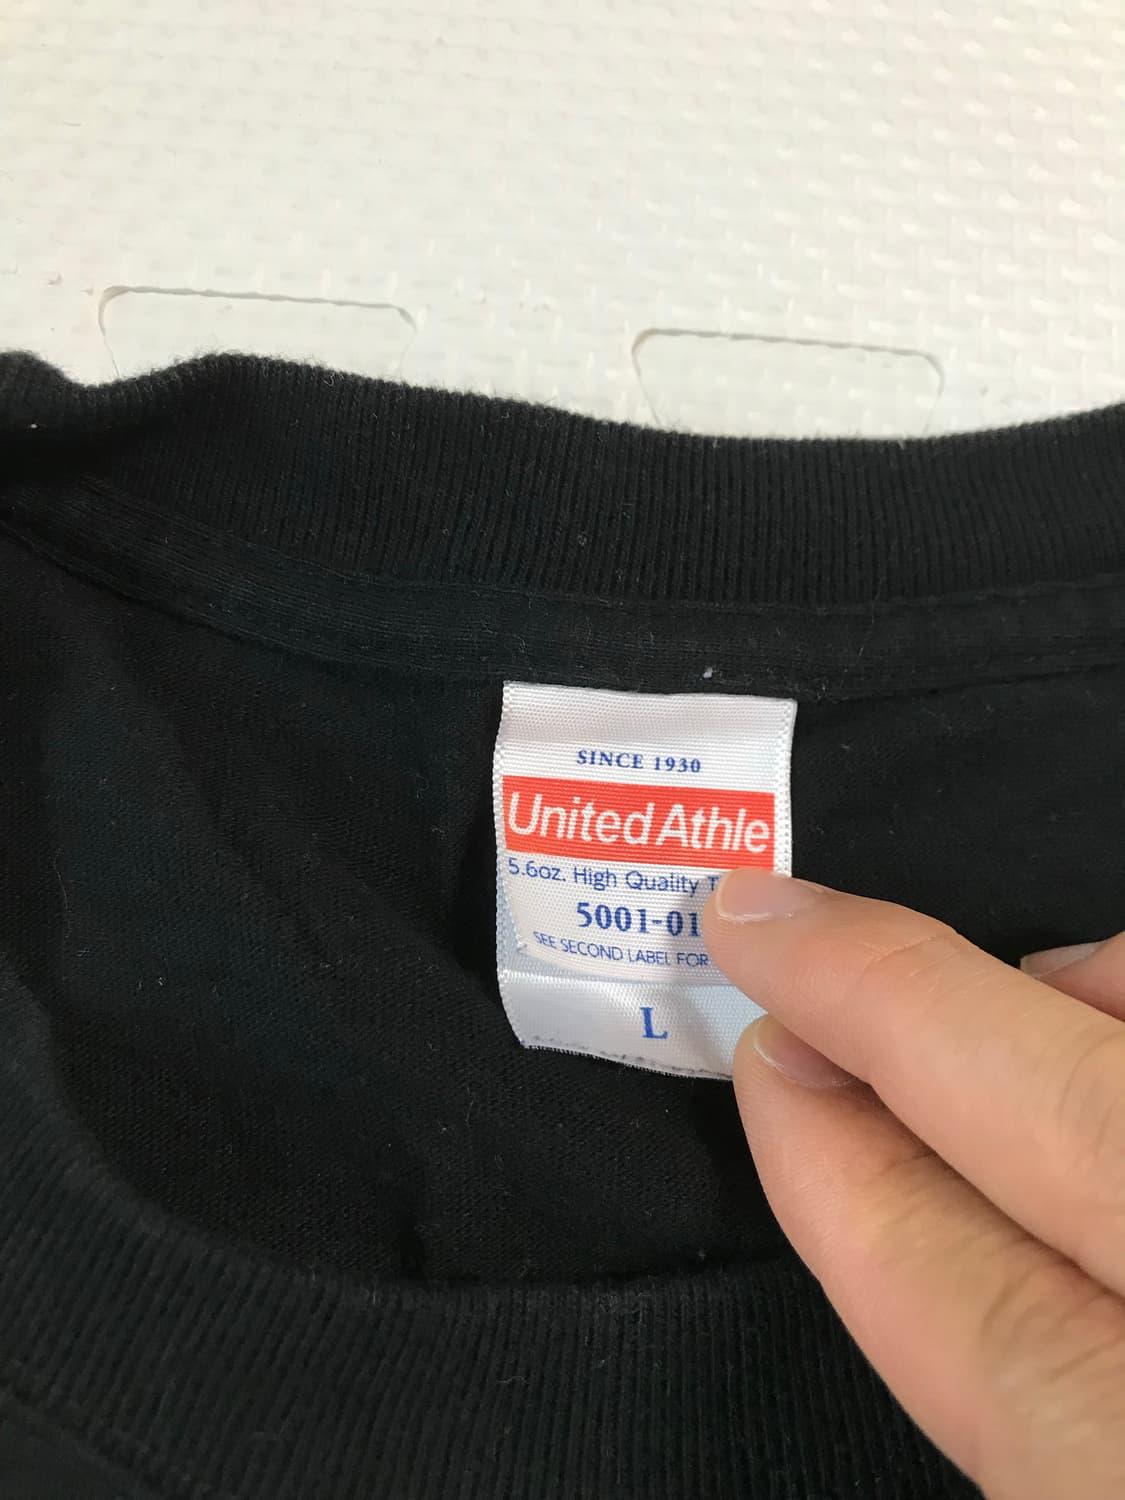 SINCE 1930
United Athle
5.6oz. High Quality
5001-01
SEE SECOND LABEL FOR
L